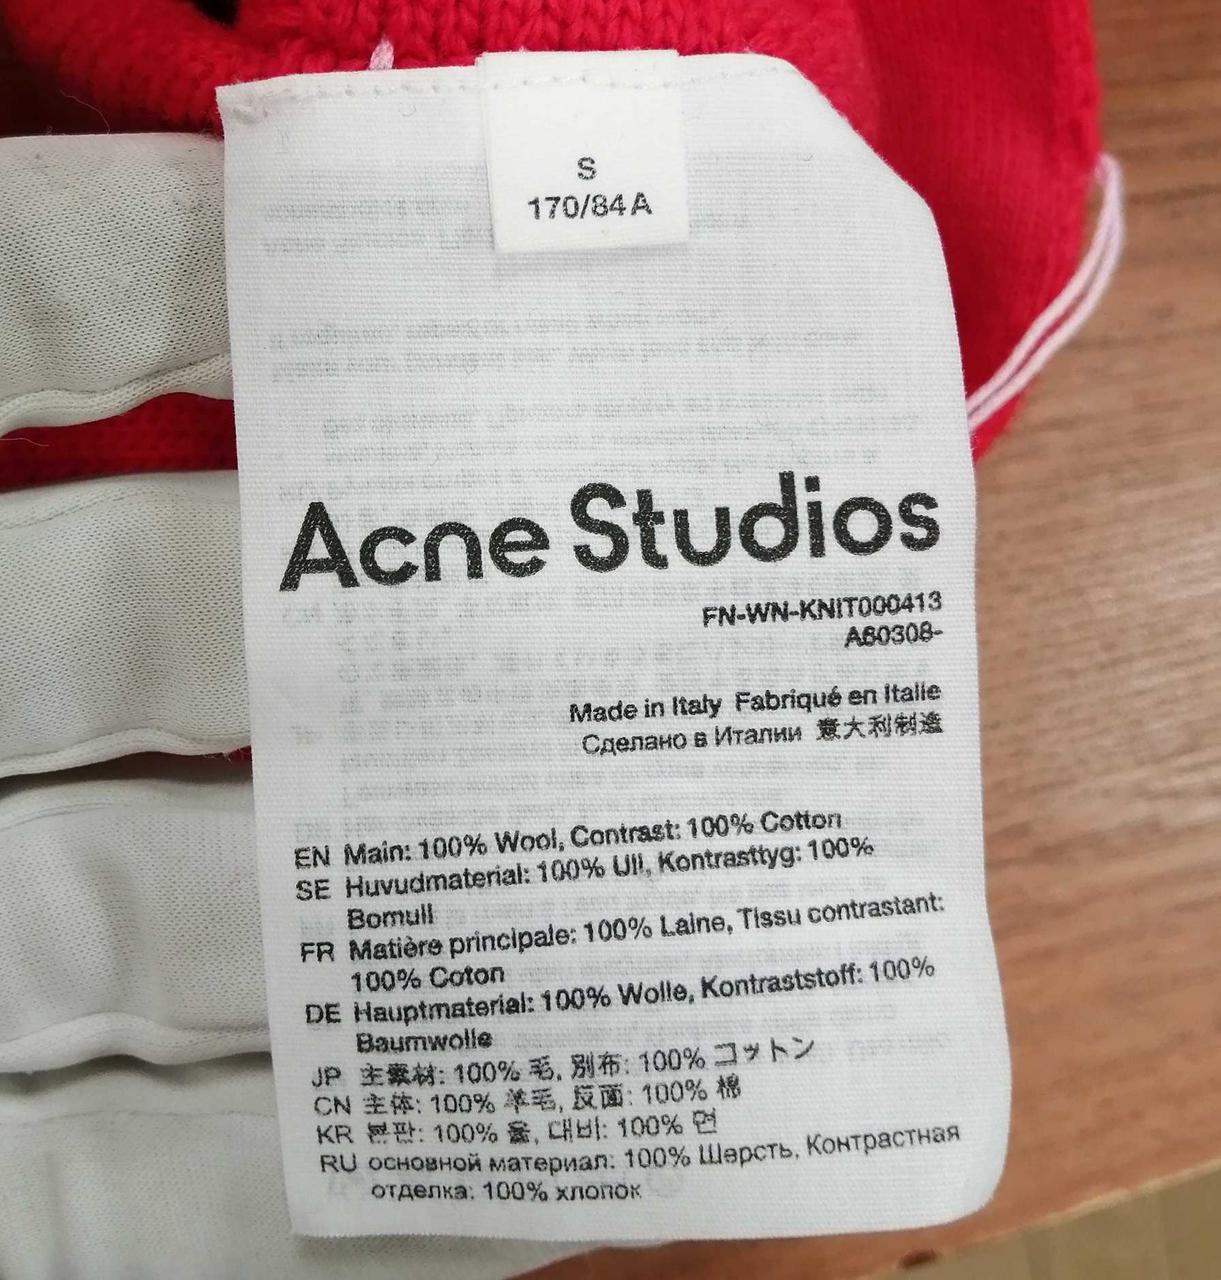 S
170/84A
Acne Studios
FN-WN-KNIT000413
A60308-
Made in Italy Fabriqué en Italie
Сделано в Италии 意大利制造
EN Main: 100% Wool, Contrast: 100% Cotton
SE Huvudmaterial: 100% Ull, Kontrasttyg: 100%
Bomull
FR Matière principale: 100% Laine, Tissu contrastant:
100% Coton
DE Hauptmaterial: 100% Wolle, Kontraststoff: 100%
Baumwolle
JP 主素材: 100% 毛, 別布: 100% コットン
CN 主体: 100% 羊毛, 反面: 100% 棉
KR 본판: 100% 울, 대비: 100% 면
RU основной материал: 100% Шерсть, Контрастная
отделка: 100% хлопок